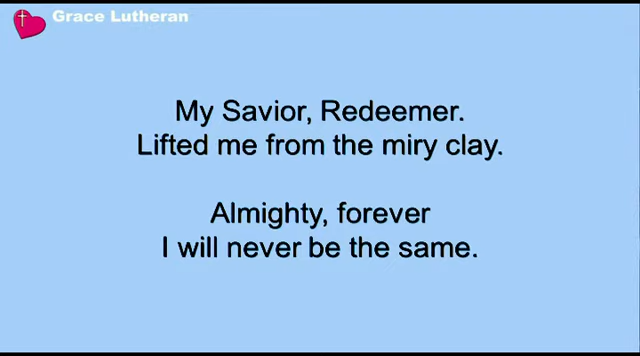 Grace Lutheran
My Savior, Redeemer.
Lifted me from the miry clay.
Almighty, forever
I will never be the same.